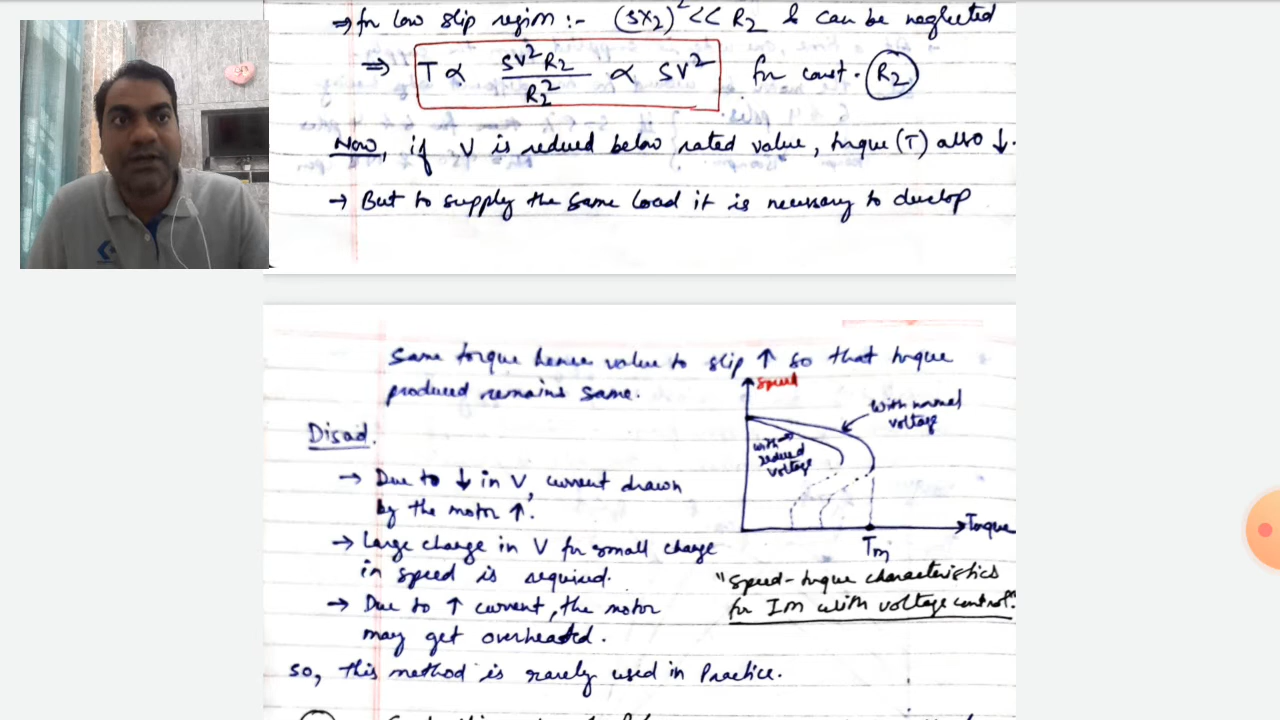 ⇒ for low slip region :- (SX₂)² << R₂ & can be neglected
⇒ T ∝ SV²R₂ / R₂² ∝ SV² for const. R₂
Now, if V is reduced below rated value, torque (T) also ↓.
→ But to supply the same load it is necessary to develop
same torque hence value to slip ↑ so that torque
produced remains same.
Speed
With normal
voltage
with
reduced
voltage
Torque
Tm
"Speed-torque characteristics
for IM with voltage control."
Disad.
→ Due to ↓ in V, current drawn
by the motor ↑.
→ Large change in V for small change
in speed is required.
→ Due to ↑ current, the motor
may get overheated.
so, this method is rarely used in Practice.